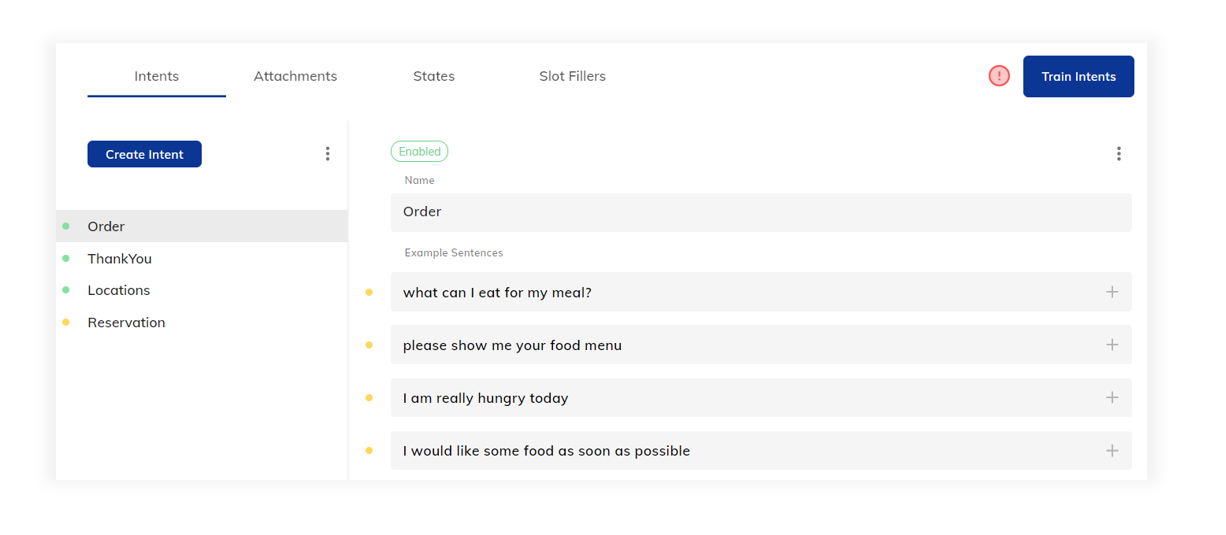 Intents Attachments States Slot Fillers ! Train Intents
Create Intent
Order
ThankYou
Locations
Reservation
Enabled
Name
Order
Example Sentences
what can I eat for my meal?
please show me your food menu
I am really hungry today
I would like some food as soon as possible